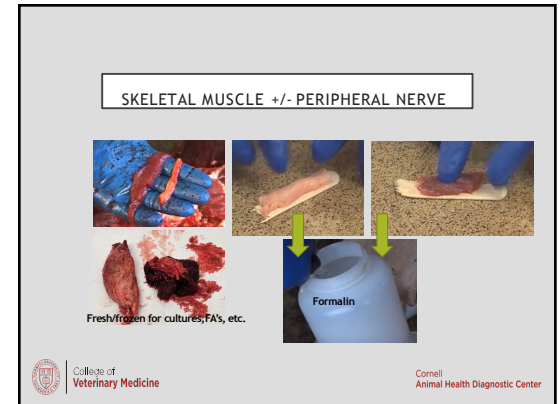 SKELETAL MUSCLE +/- PERIPHERAL NERVE
Formalin
Fresh/frozen for cultures,FA's, etc.
College of
Veterinary Medicine
Cornell
Animal Health Diagnostic Center